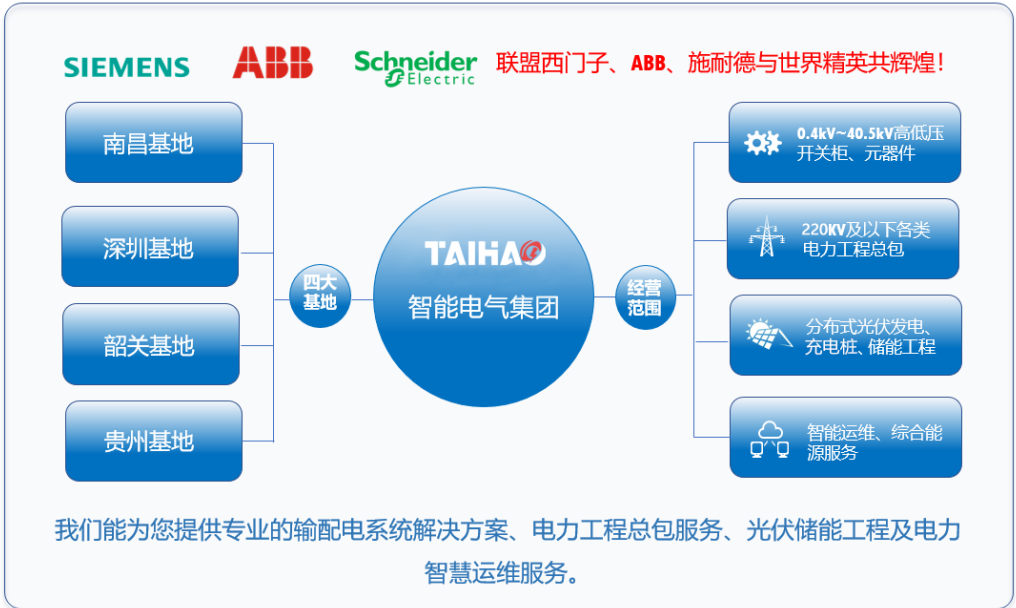 SIEMENS
ABB
Schneider
Electric
联盟西门子、ABB、施耐德与世界精英共辉煌!
南昌基地
深圳基地
韶关基地
贵州基地
四大
基地
TAIHAO
智能电气集团
经营
范围
0.4kV~40.5kV高低压
开关柜、元器件
220KV及以下各类
电力工程总包
分布式光伏发电、
充电桩、储能工程
智能运维、综合能
源服务
我们能为您提供专业的输配电系统解决方案、电力工程总包服务、光伏储能工程及电力
智慧运维服务。